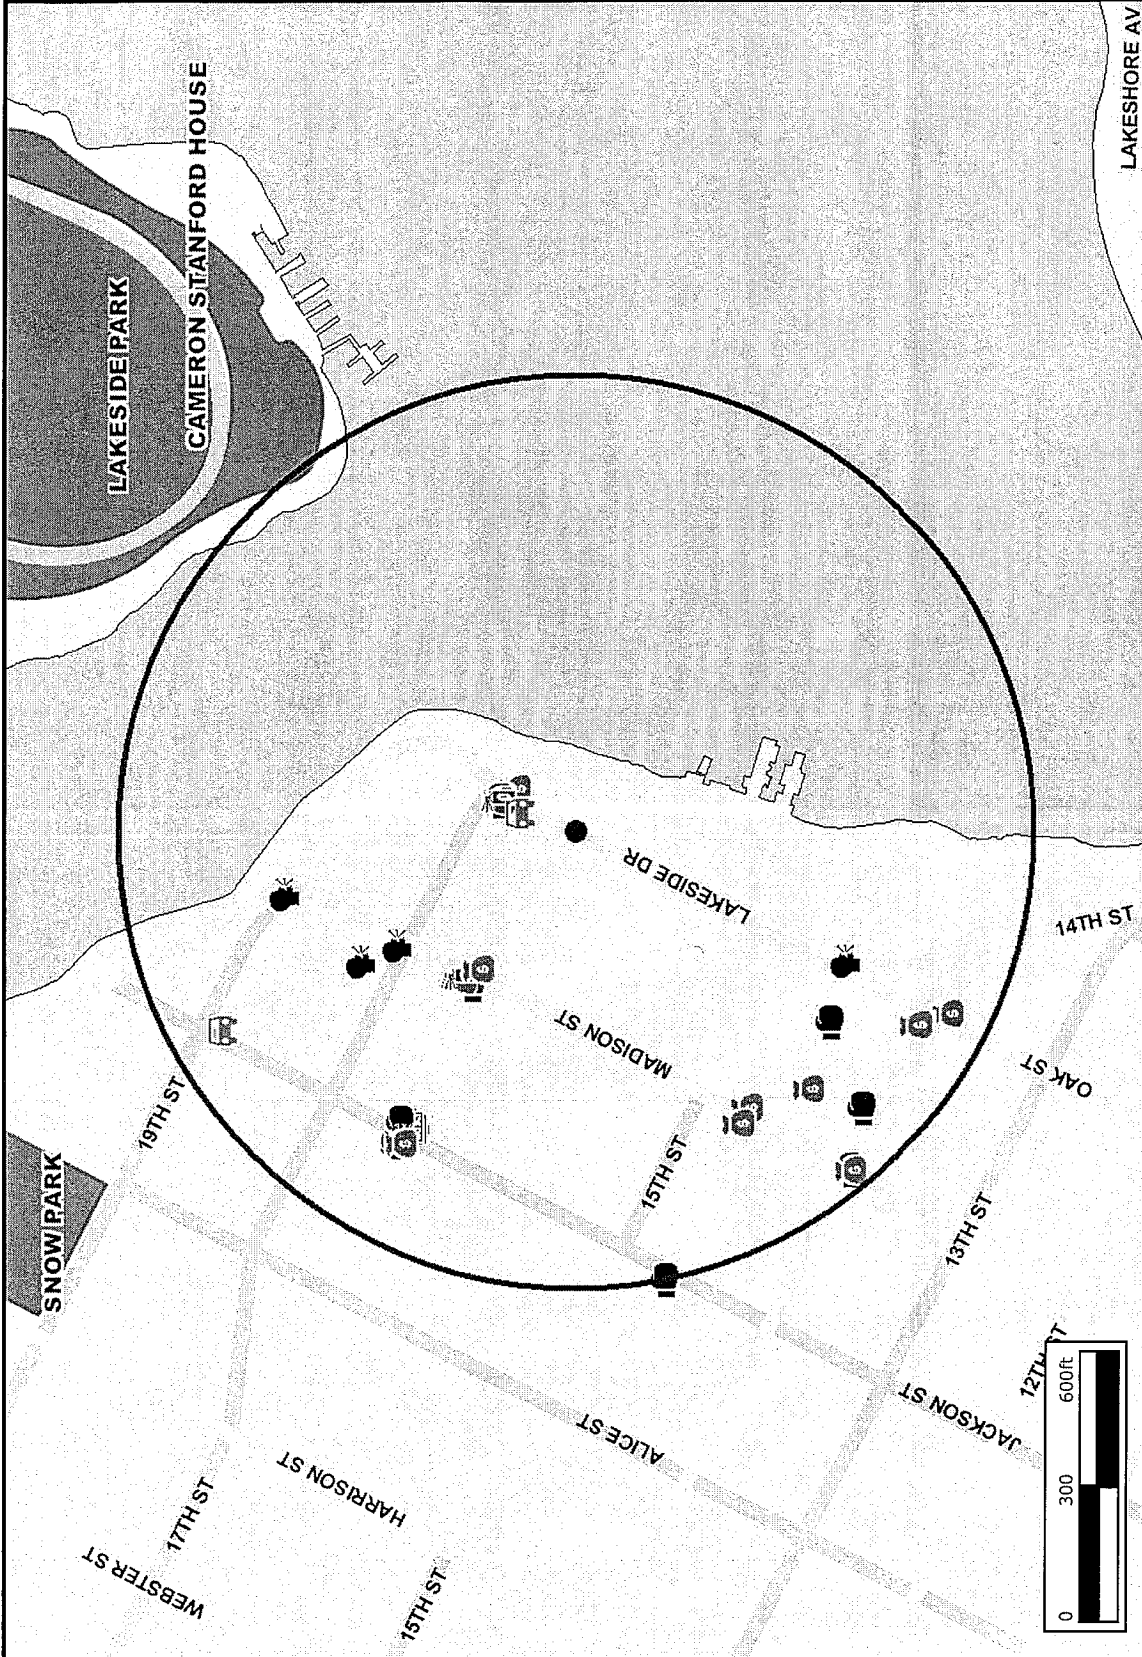 LAKESHORE AV
CAMERON STANFORD HOUSE
LAKESIDE PARK
LAKESIDE DR
14TH ST
MADISON ST
OAK ST
19TH ST
15TH ST
SNOW PARK
13TH ST
12TH ST
JACKSON ST
ALICE ST
HARRISON ST
17TH ST
WEBSTER ST
15TH ST
0 300 600ft